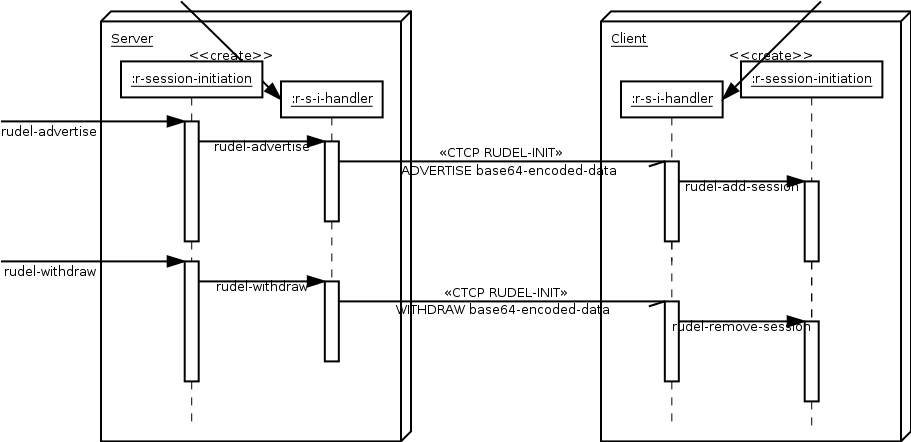 Server
<<create>>
:r-session-initiation
:r-s-i-handler
rudel-advertise
rudel-advertise
«CTCP RUDEL-INIT»
ADVERTISE base64-encoded-data
rudel-withdraw
rudel-withdraw
«CTCP RUDEL-INIT»
WITHDRAW base64-encoded-data
Client
<<create>>
:r-session-initiation
:r-s-i-handler
rudel-add-session
rudel-remove-session